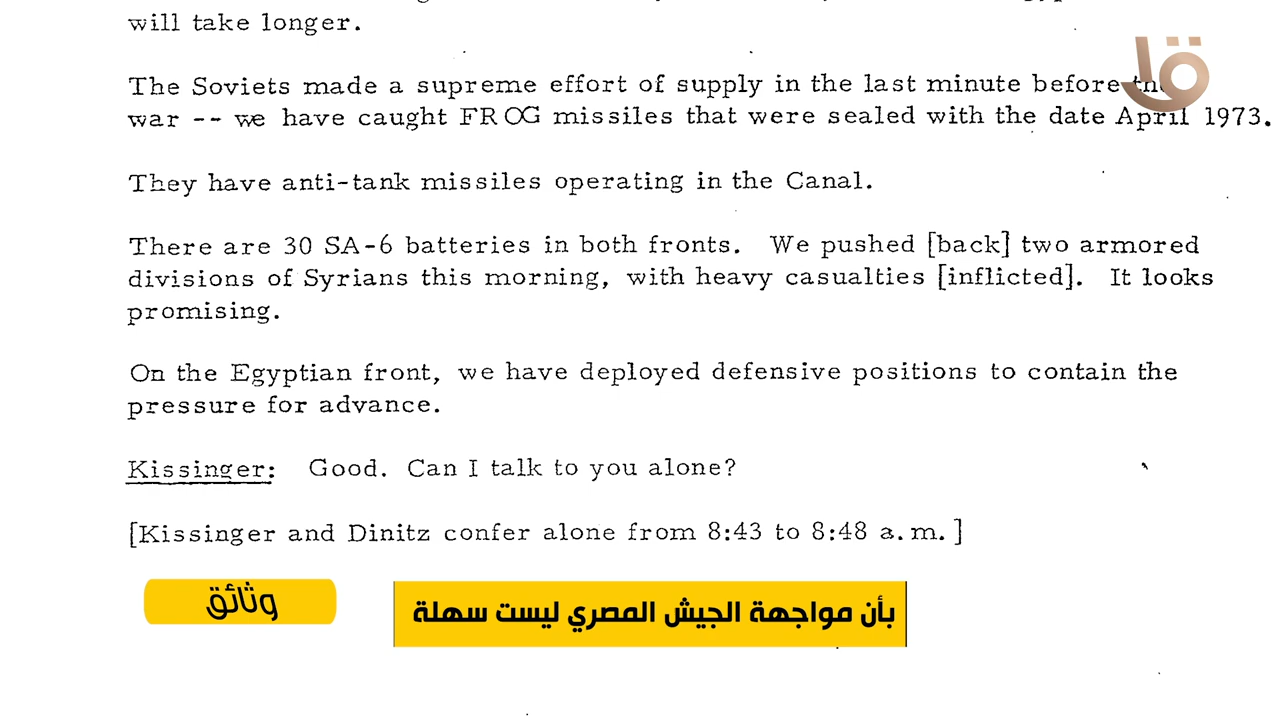 will take longer.
The Soviets made a supreme effort of supply in the last minute before the
war -- we have caught FROG missiles that were sealed with the date April 1973.
They have anti-tank missiles operating in the Canal.
There are 30 SA-6 batteries in both fronts. We pushed [back] two armored
divisions of Syrians this morning, with heavy casualties [inflicted]. It looks
promising.
On the Egyptian front, we have deployed defensive positions to contain the
pressure for advance.
Kissinger: Good. Can I talk to you alone?
[Kissinger and Dinitz confer alone from 8:43 to 8:48 a.m.]
وثائق
بأن مواجهة الجيش المصري ليست سهلة